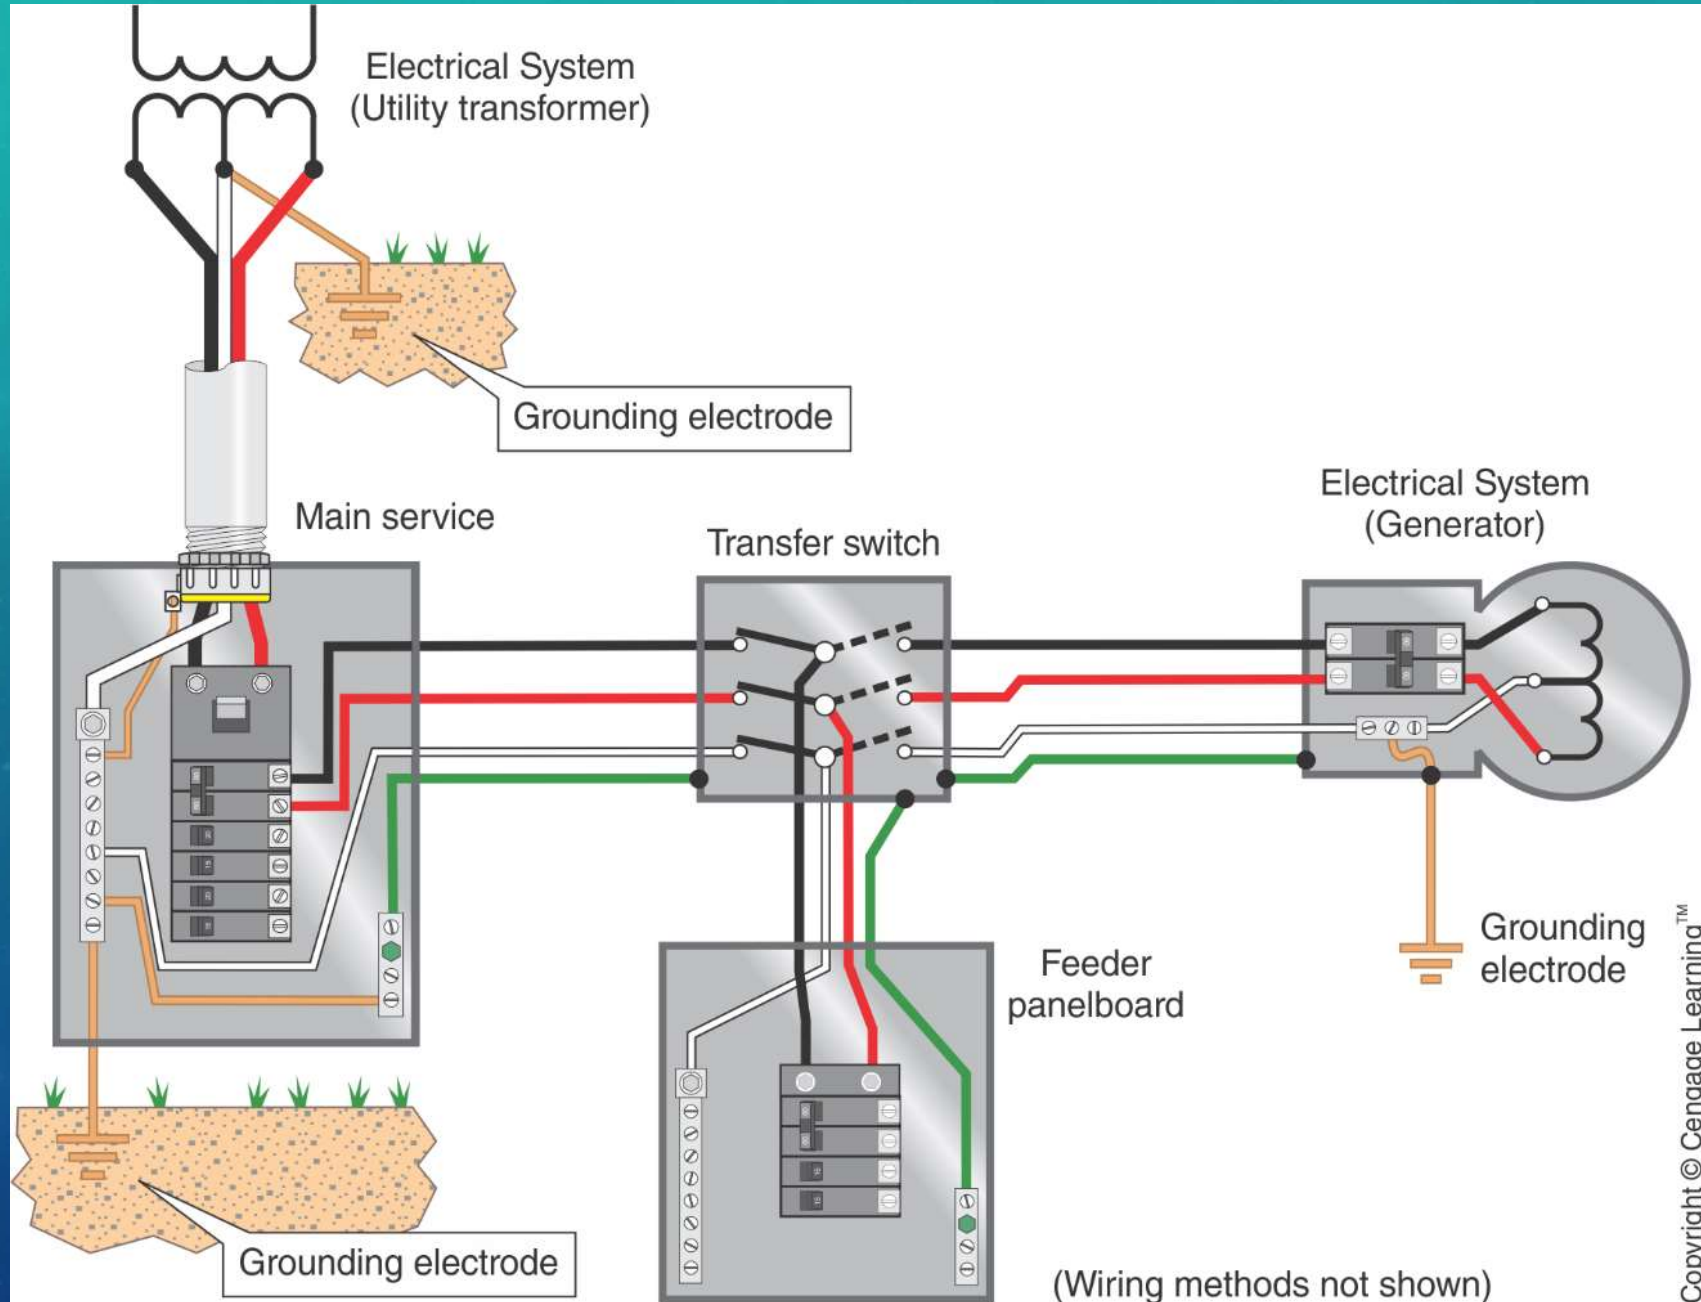 Electrical System
(Utility transformer)
Grounding electrode
Main service
Transfer switch
Electrical System
(Generator)
Grounding
electrode
Feeder
panelboard
Grounding electrode
(Wiring methods not shown)
Copyright © Cengage Learning™